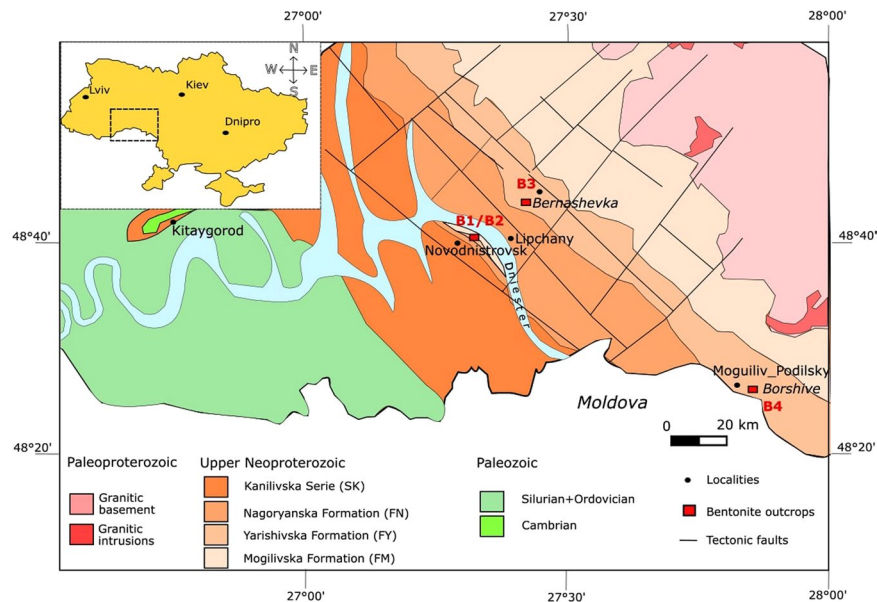 27°00'
27°30'
28°00'
N
W
E
S
Lviv
Kiev
Dnipro
B3
Bernashevka
B1/B2
48°40'
Kitaygorod
Novodnistrovsk
Lipchany
48°40'
Dniester
Moguiliv_Podilsky
Borshive
B4
Moldova
0 20 km
48°20'
48°20'
Paleoproterozoic
Granitic
basement
Granitic
intrusions
Upper Neoproterozoic
Kanilivska Serie (SK)
Nagoryanska Formation (FN)
Yarishivska Formation (FY)
Mogilivska Formation (FM)
Paleozoic
Silurian+Ordovician
Cambrian
Localities
Bentonite outcrops
Tectonic faults
27°00'
27°30'
28°00'